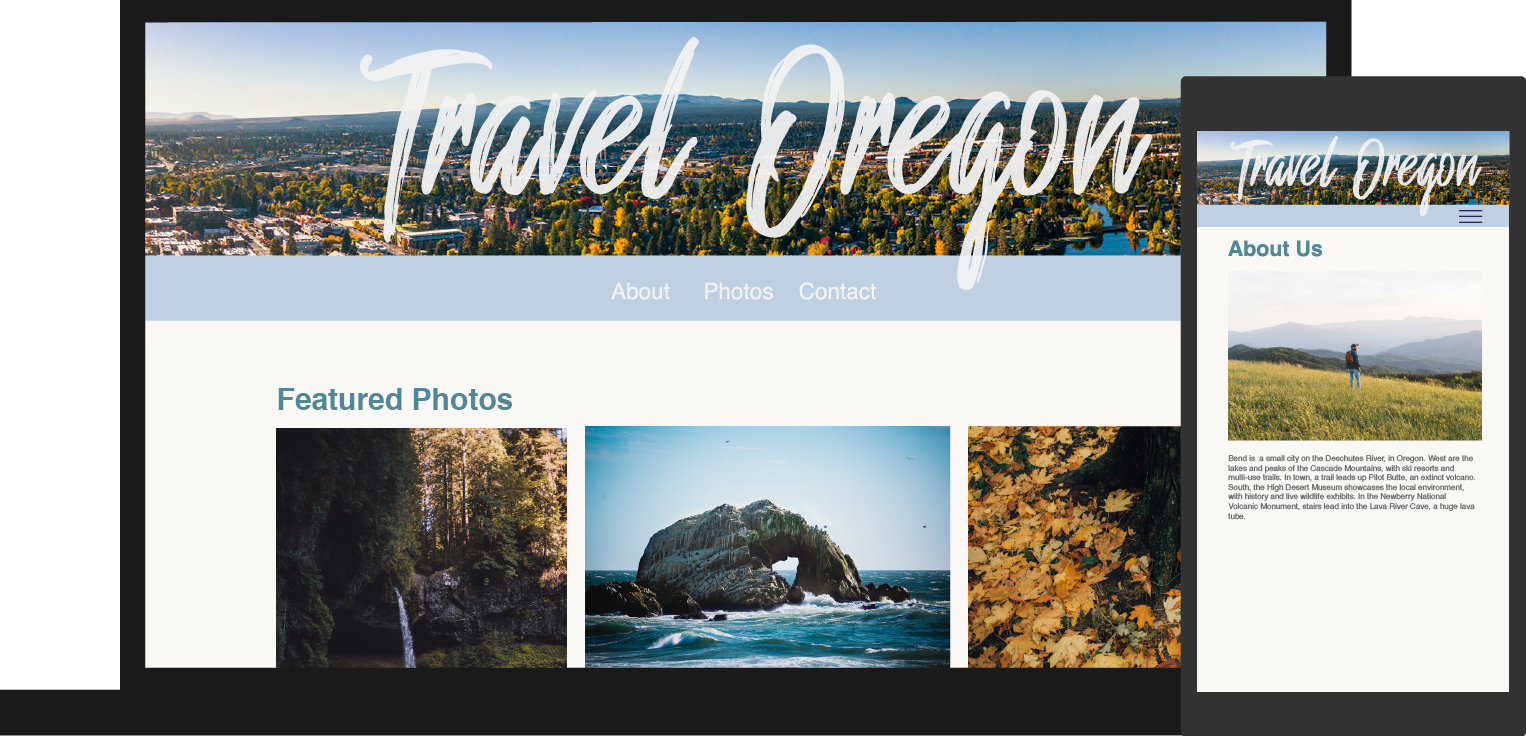 Travel Oregon
About Photos Contact
Featured Photos
Travel Oregon
About Us
Bend is a small city on the Deschutes River, in Oregon. West are the
lakes and peaks of the Cascade Mountains, with ski resorts and
multi-use trails. In town, a trail leads up Pilot Butte, an extinct volcano.
South, the High Desert Museum showcases the local environment,
with history and live wildlife exhibits. In the Newberry National
Volcanic Monument, stairs lead into the Lava River Cave, a huge lava
tube.